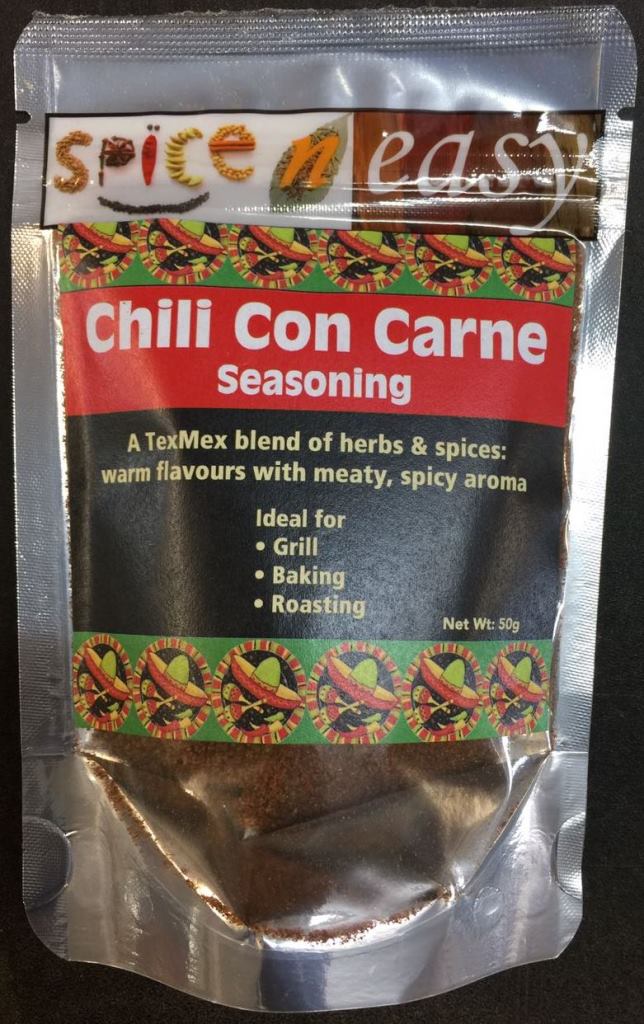 spice n easy
Chili Con Carne
Seasoning
A TexMex blend of herbs & spices:
warm flavours with meaty, spicy aroma
Ideal for
• Grill
• Baking
• Roasting
Net Wt: 50g